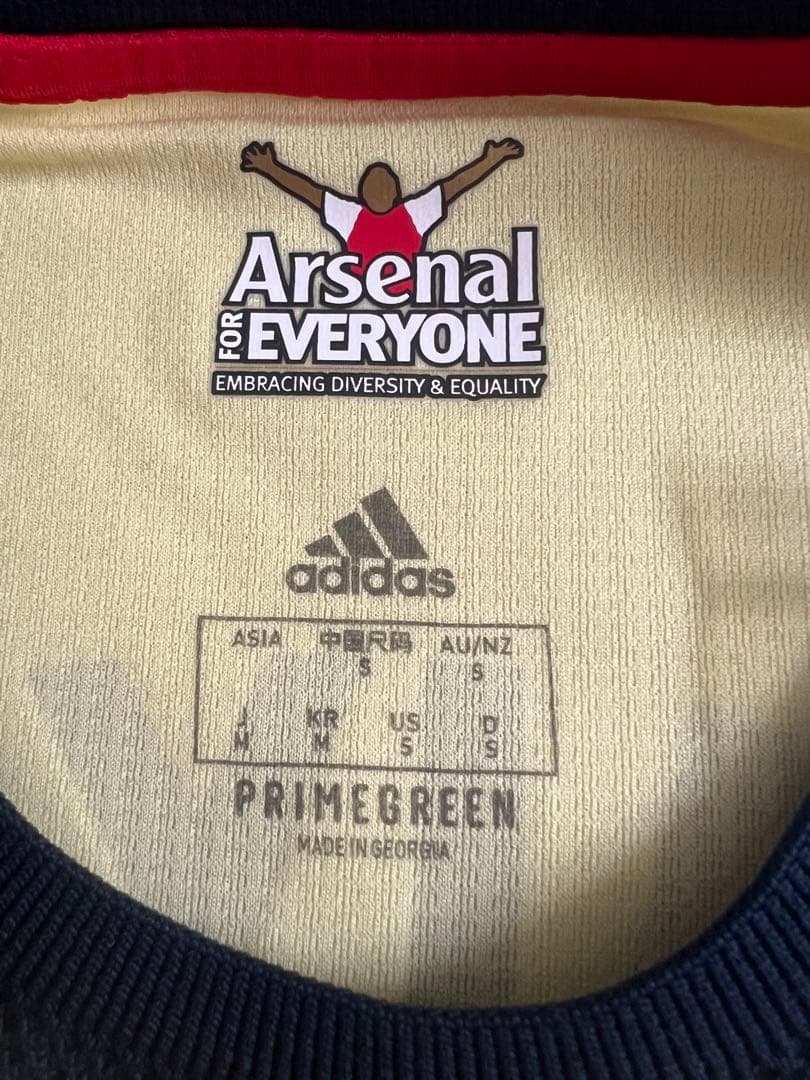 Arsenal
FOR EVERYONE
EMBRACING DIVERSITY & EQUALITY
adidas
ASIA 中国尺码 AU/NZ
S S
J KR US D
M M S S
PRIMEGREEN
MADE IN GEORGIA